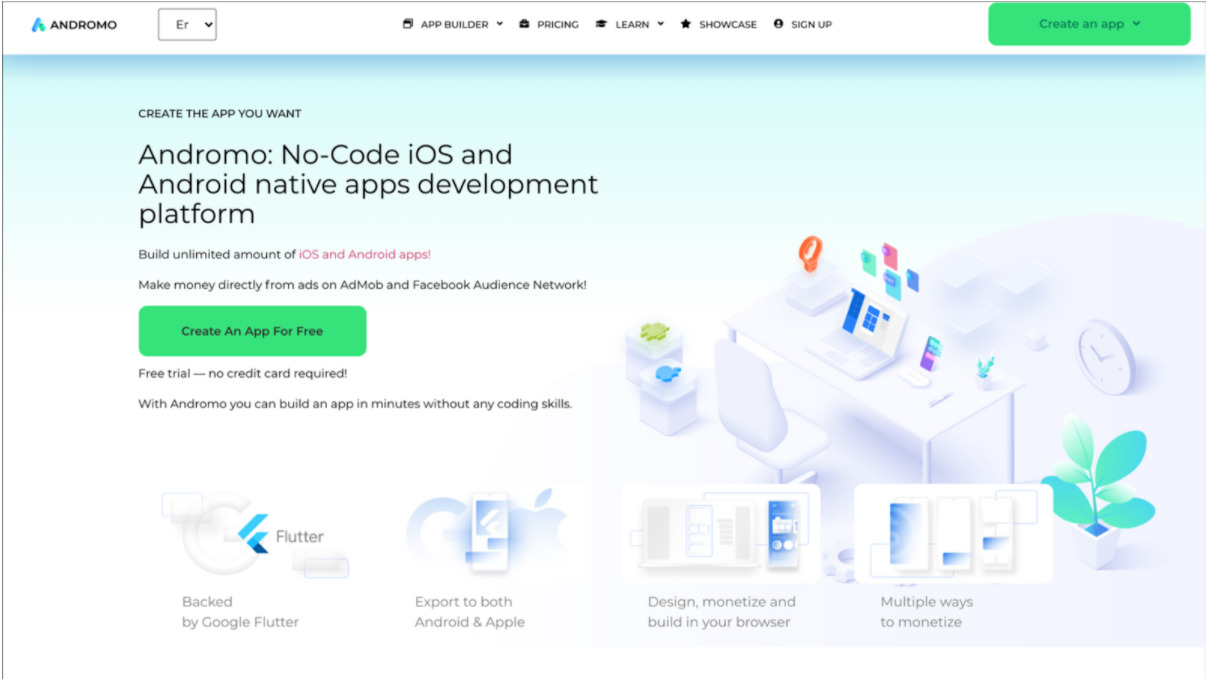 ANDROMO
Er
APP BUILDER
PRICING
LEARN
SHOWCASE
SIGN UP
Create an app
CREATE THE APP YOU WANT
Andromo: No-Code iOS and
Android native apps development
platform
Build unlimited amount of iOS and Android apps!
Make money directly from ads on AdMob and Facebook Audience Network!
Create An App For Free
Free trial — no credit card required!
With Andromo you can build an app in minutes without any coding skills.
Flutter
Backed
by Google Flutter
Export to both
Android & Apple
Design, monetize and
build in your browser
Multiple ways
to monetize